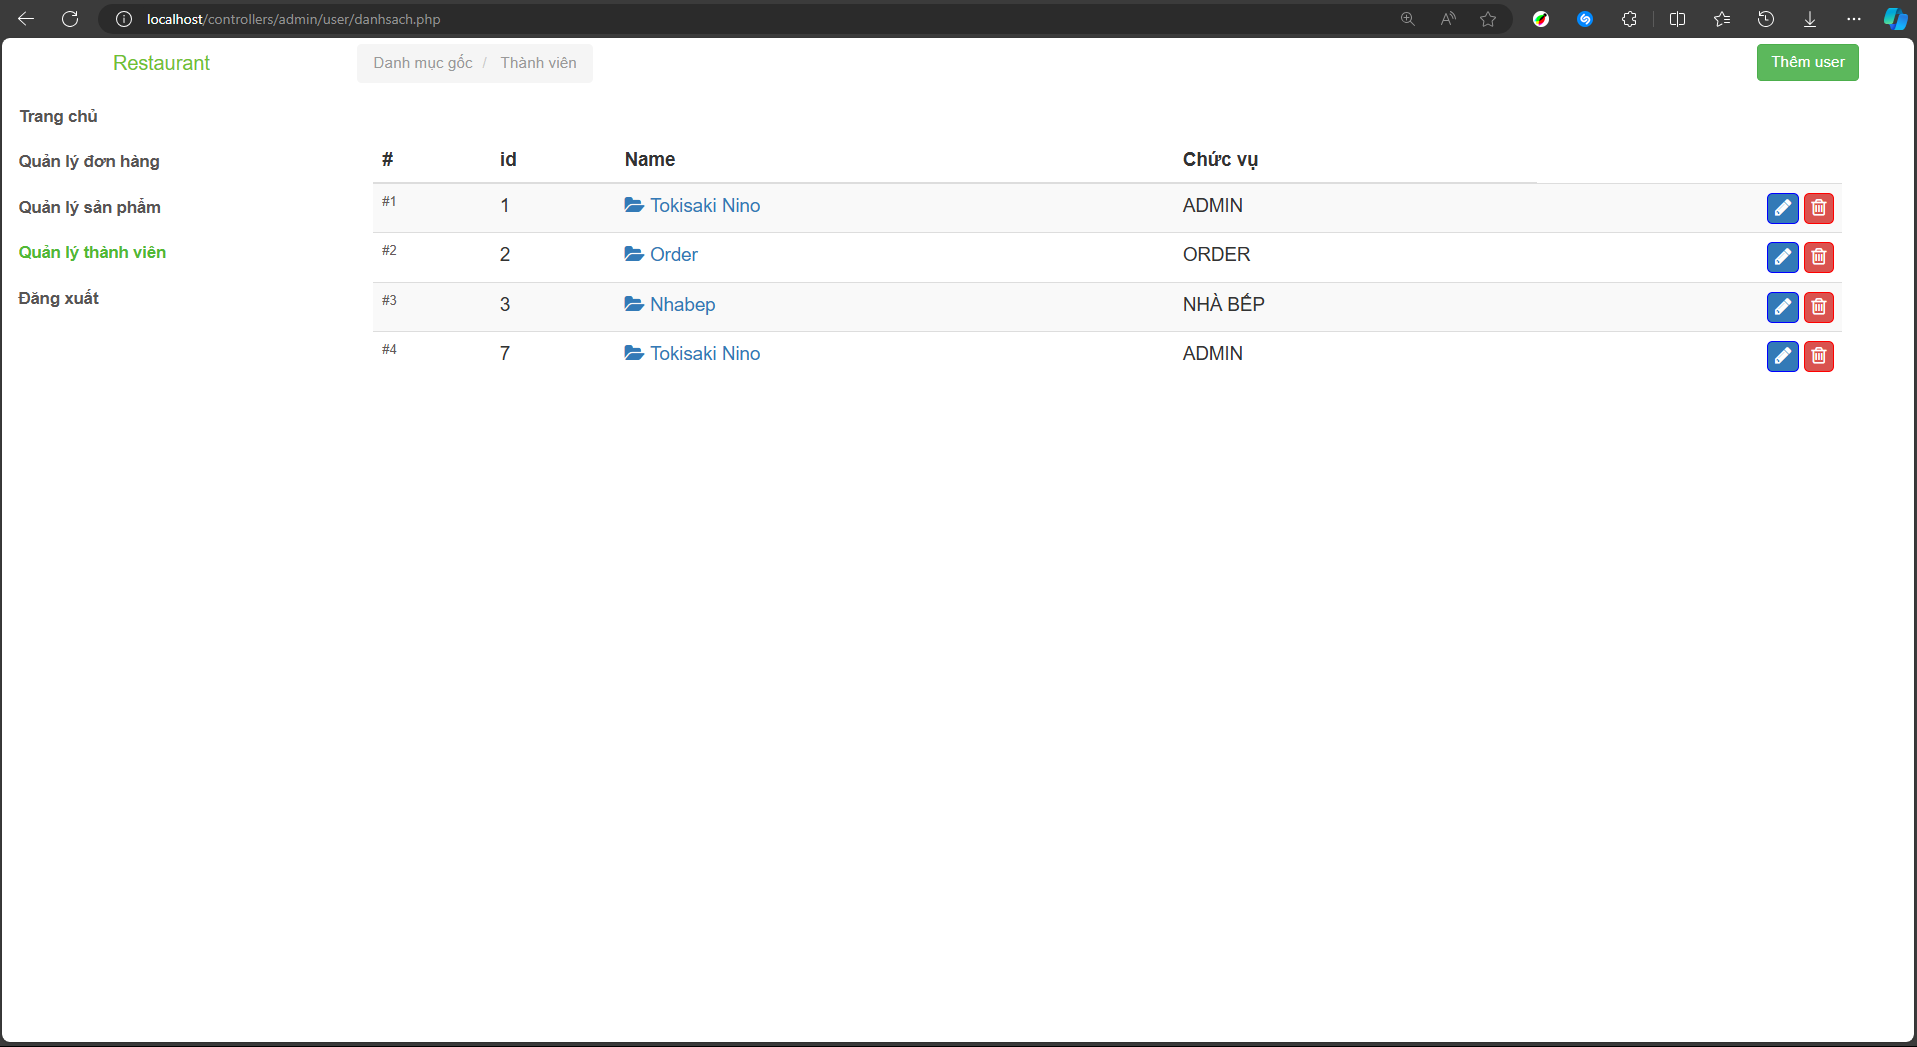 localhost/controllers/admin/user/danhsach.php
Restaurant
Danh mục gốc / Thành viên
Thêm user
Trang chủ
Quản lý đơn hàng
Quản lý sản phẩm
Quản lý thành viên
Đăng xuất
# id Name Chức vụ
#1 1 Tokisaki Nino ADMIN
#2 2 Order ORDER
#3 3 Nhabep NHÀ BẾP
#4 7 Tokisaki Nino ADMIN